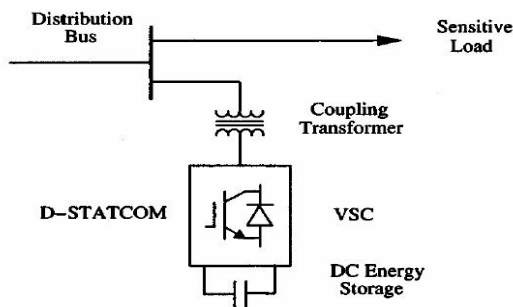 Distribution
Bus
Sensitive
Load
Coupling
Transformer
D-STATCOM
VSC
DC Energy
Storage